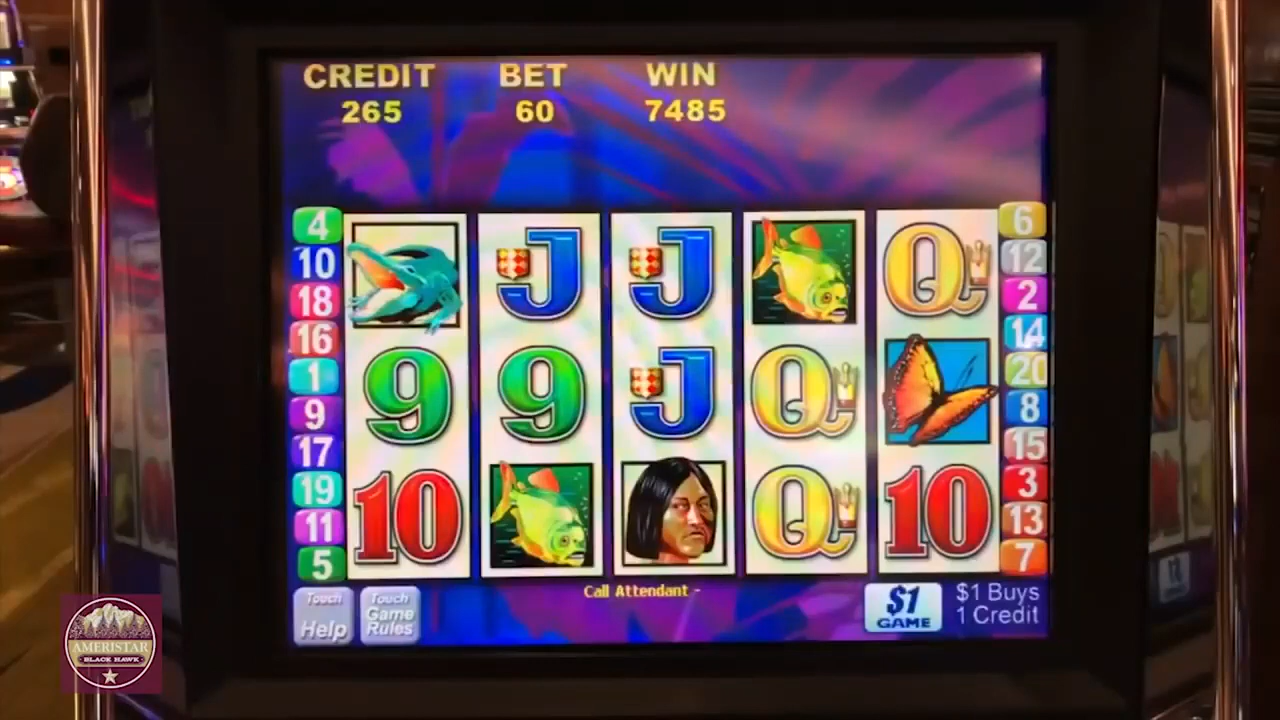 CREDIT BET WIN
265 60 7485
4
10
18
16
1
9
17
19
11
5
J J Q
9 9 J Q
10 Q 10
6
12
2
14
20
8
15
3
13
7
Call Attendant -
Touch
Help
Touch
Game
Rules
$1
GAME
$1 Buys
1 Credit
AMERISTAR
BLACK HAWK